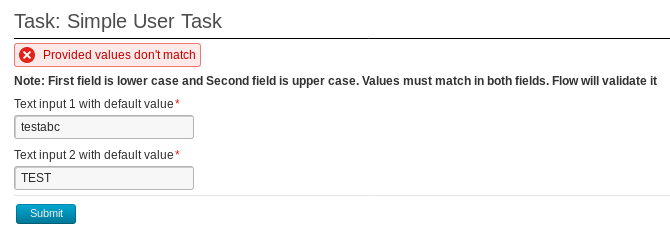 Task: Simple User Task
Provided values don't match
Note: First field is lower case and Second field is upper case. Values must match in both fields. Flow will validate it
Text input 1 with default value*
testabc
Text input 2 with default value*
TEST
Submit